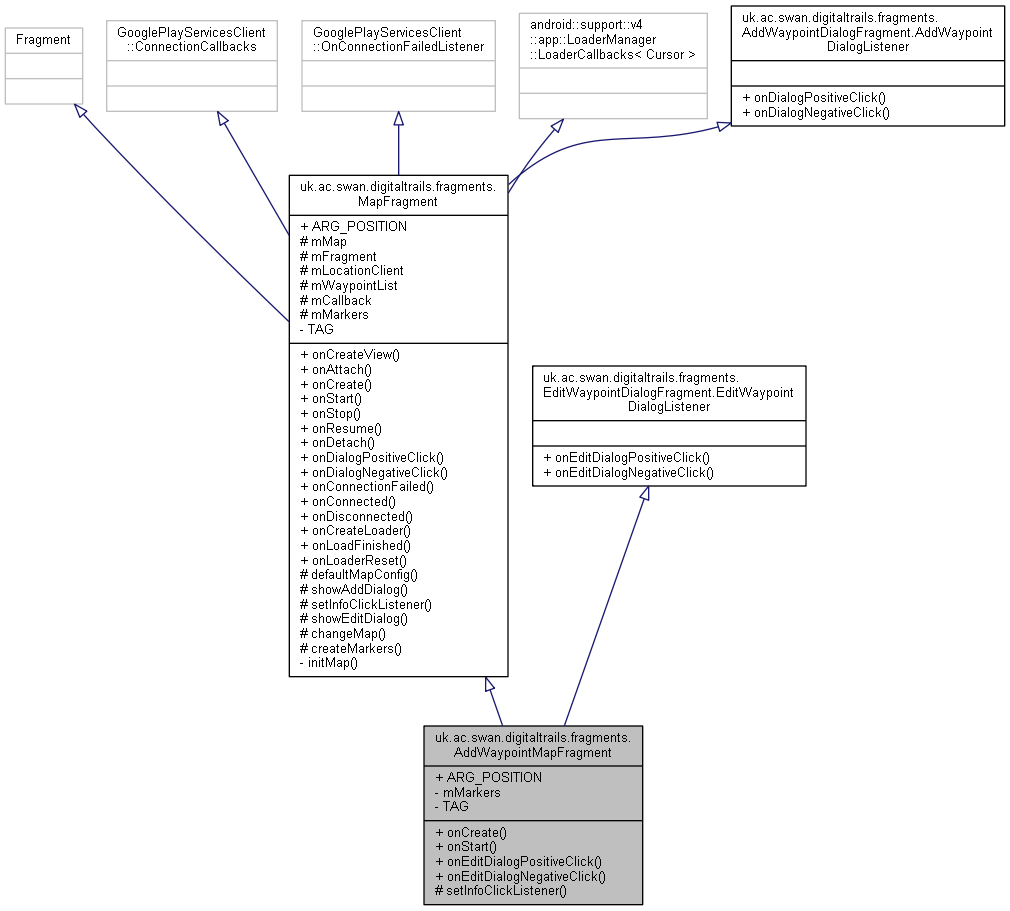 Fragment
GooglePlayServicesClient
::ConnectionCallbacks
GooglePlayServicesClient
::OnConnectionFailedListener
android::support::v4
::app::LoaderManager
::LoaderCallbacks< Cursor >
uk.ac.swan.digitaltrails.fragments.
AddWaypointDialogFragment.AddWaypoint
DialogListener
+ onDialogPositiveClick()
+ onDialogNegativeClick()
uk.ac.swan.digitaltrails.fragments.
MapFragment
+ ARG_POSITION
# mMap
# mFragment
# mLocationClient
# mWaypointList
# mCallback
# mMarkers
- TAG
+ onCreateView()
+ onAttach()
+ onCreate()
+ onStart()
+ onStop()
+ onResume()
+ onDetach()
+ onDialogPositiveClick()
+ onDialogNegativeClick()
+ onConnectionFailed()
+ onConnected()
+ onDisconnected()
+ onCreateLoader()
+ onLoadFinished()
+ onLoaderReset()
# defaultMapConfig()
# showAddDialog()
# setInfoClickListener()
# showEditDialog()
# changeMap()
# createMarkers()
- initMap()
uk.ac.swan.digitaltrails.fragments.
EditWaypointDialogFragment.EditWaypoint
DialogListener
+ onEditDialogPositiveClick()
+ onEditDialogNegativeClick()
uk.ac.swan.digitaltrails.fragments.
AddWaypointMapFragment
+ ARG_POSITION
- mMarkers
- TAG
+ onCreate()
+ onStart()
+ onEditDialogPositiveClick()
+ onEditDialogNegativeClick()
# setInfoClickListener()